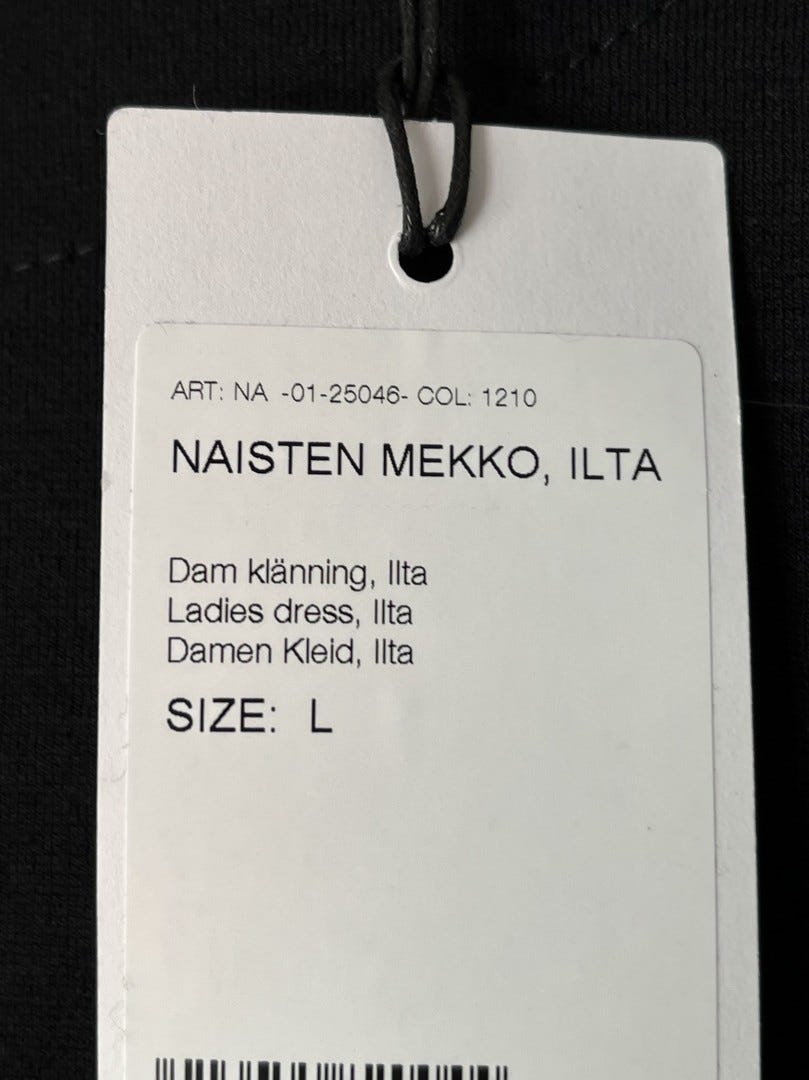 ART: NA -01-25046- COL: 1210
NAISTEN MEKKO, ILTA
Dam klänning, Ilta
Ladies dress, Ilta
Damen Kleid, Ilta
SIZE: L